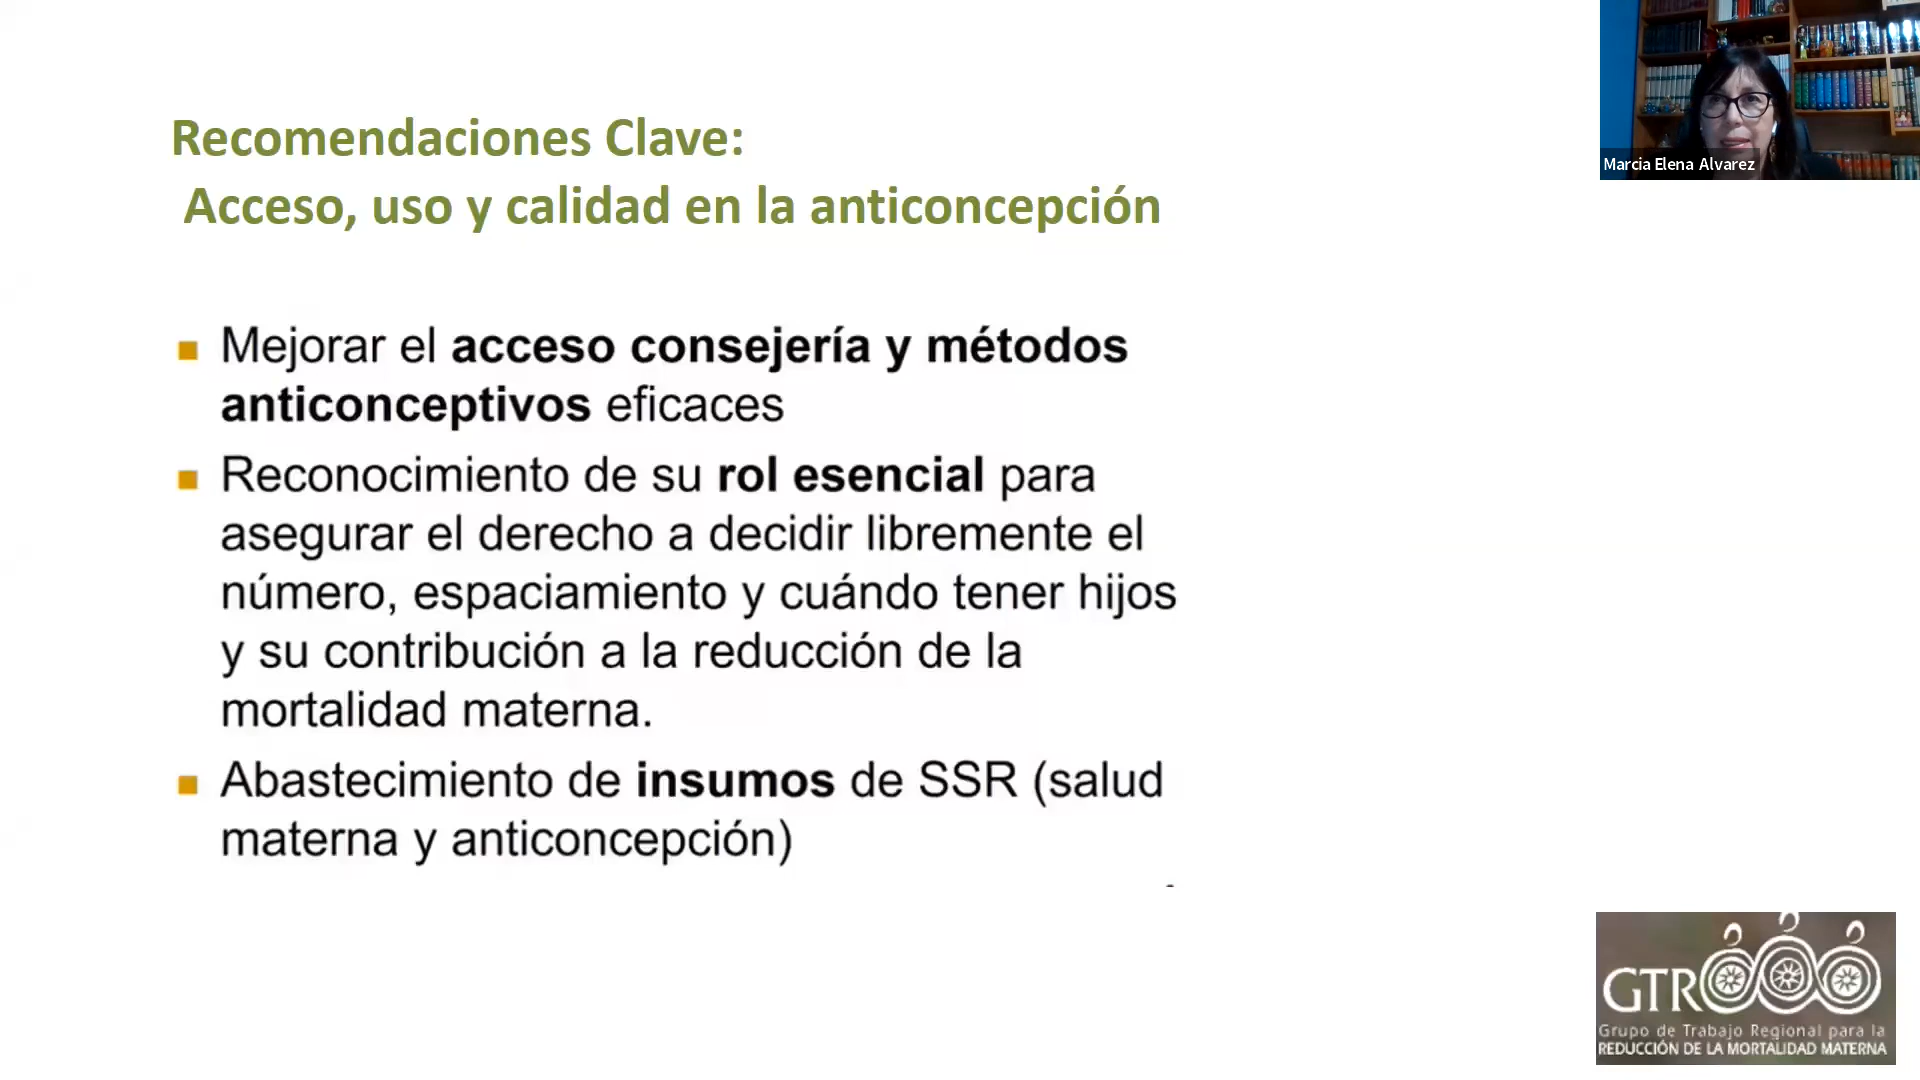 Recomendaciones Clave:
Acceso, uso y calidad en la anticoncepción
Mejorar el acceso consejería y métodos
anticonceptivos eficaces
Reconocimiento de su rol esencial para
asegurar el derecho a decidir libremente el
número, espaciamiento y cuándo tener hijos
y su contribución a la reducción de la
mortalidad materna.
Abastecimiento de insumos de SSR (salud
materna y anticoncepción)
Marcia Elena Alvarez
GTR
Grupo de Trabajo Regional para la
REDUCCIÓN DE LA MORTALIDAD MATERNA